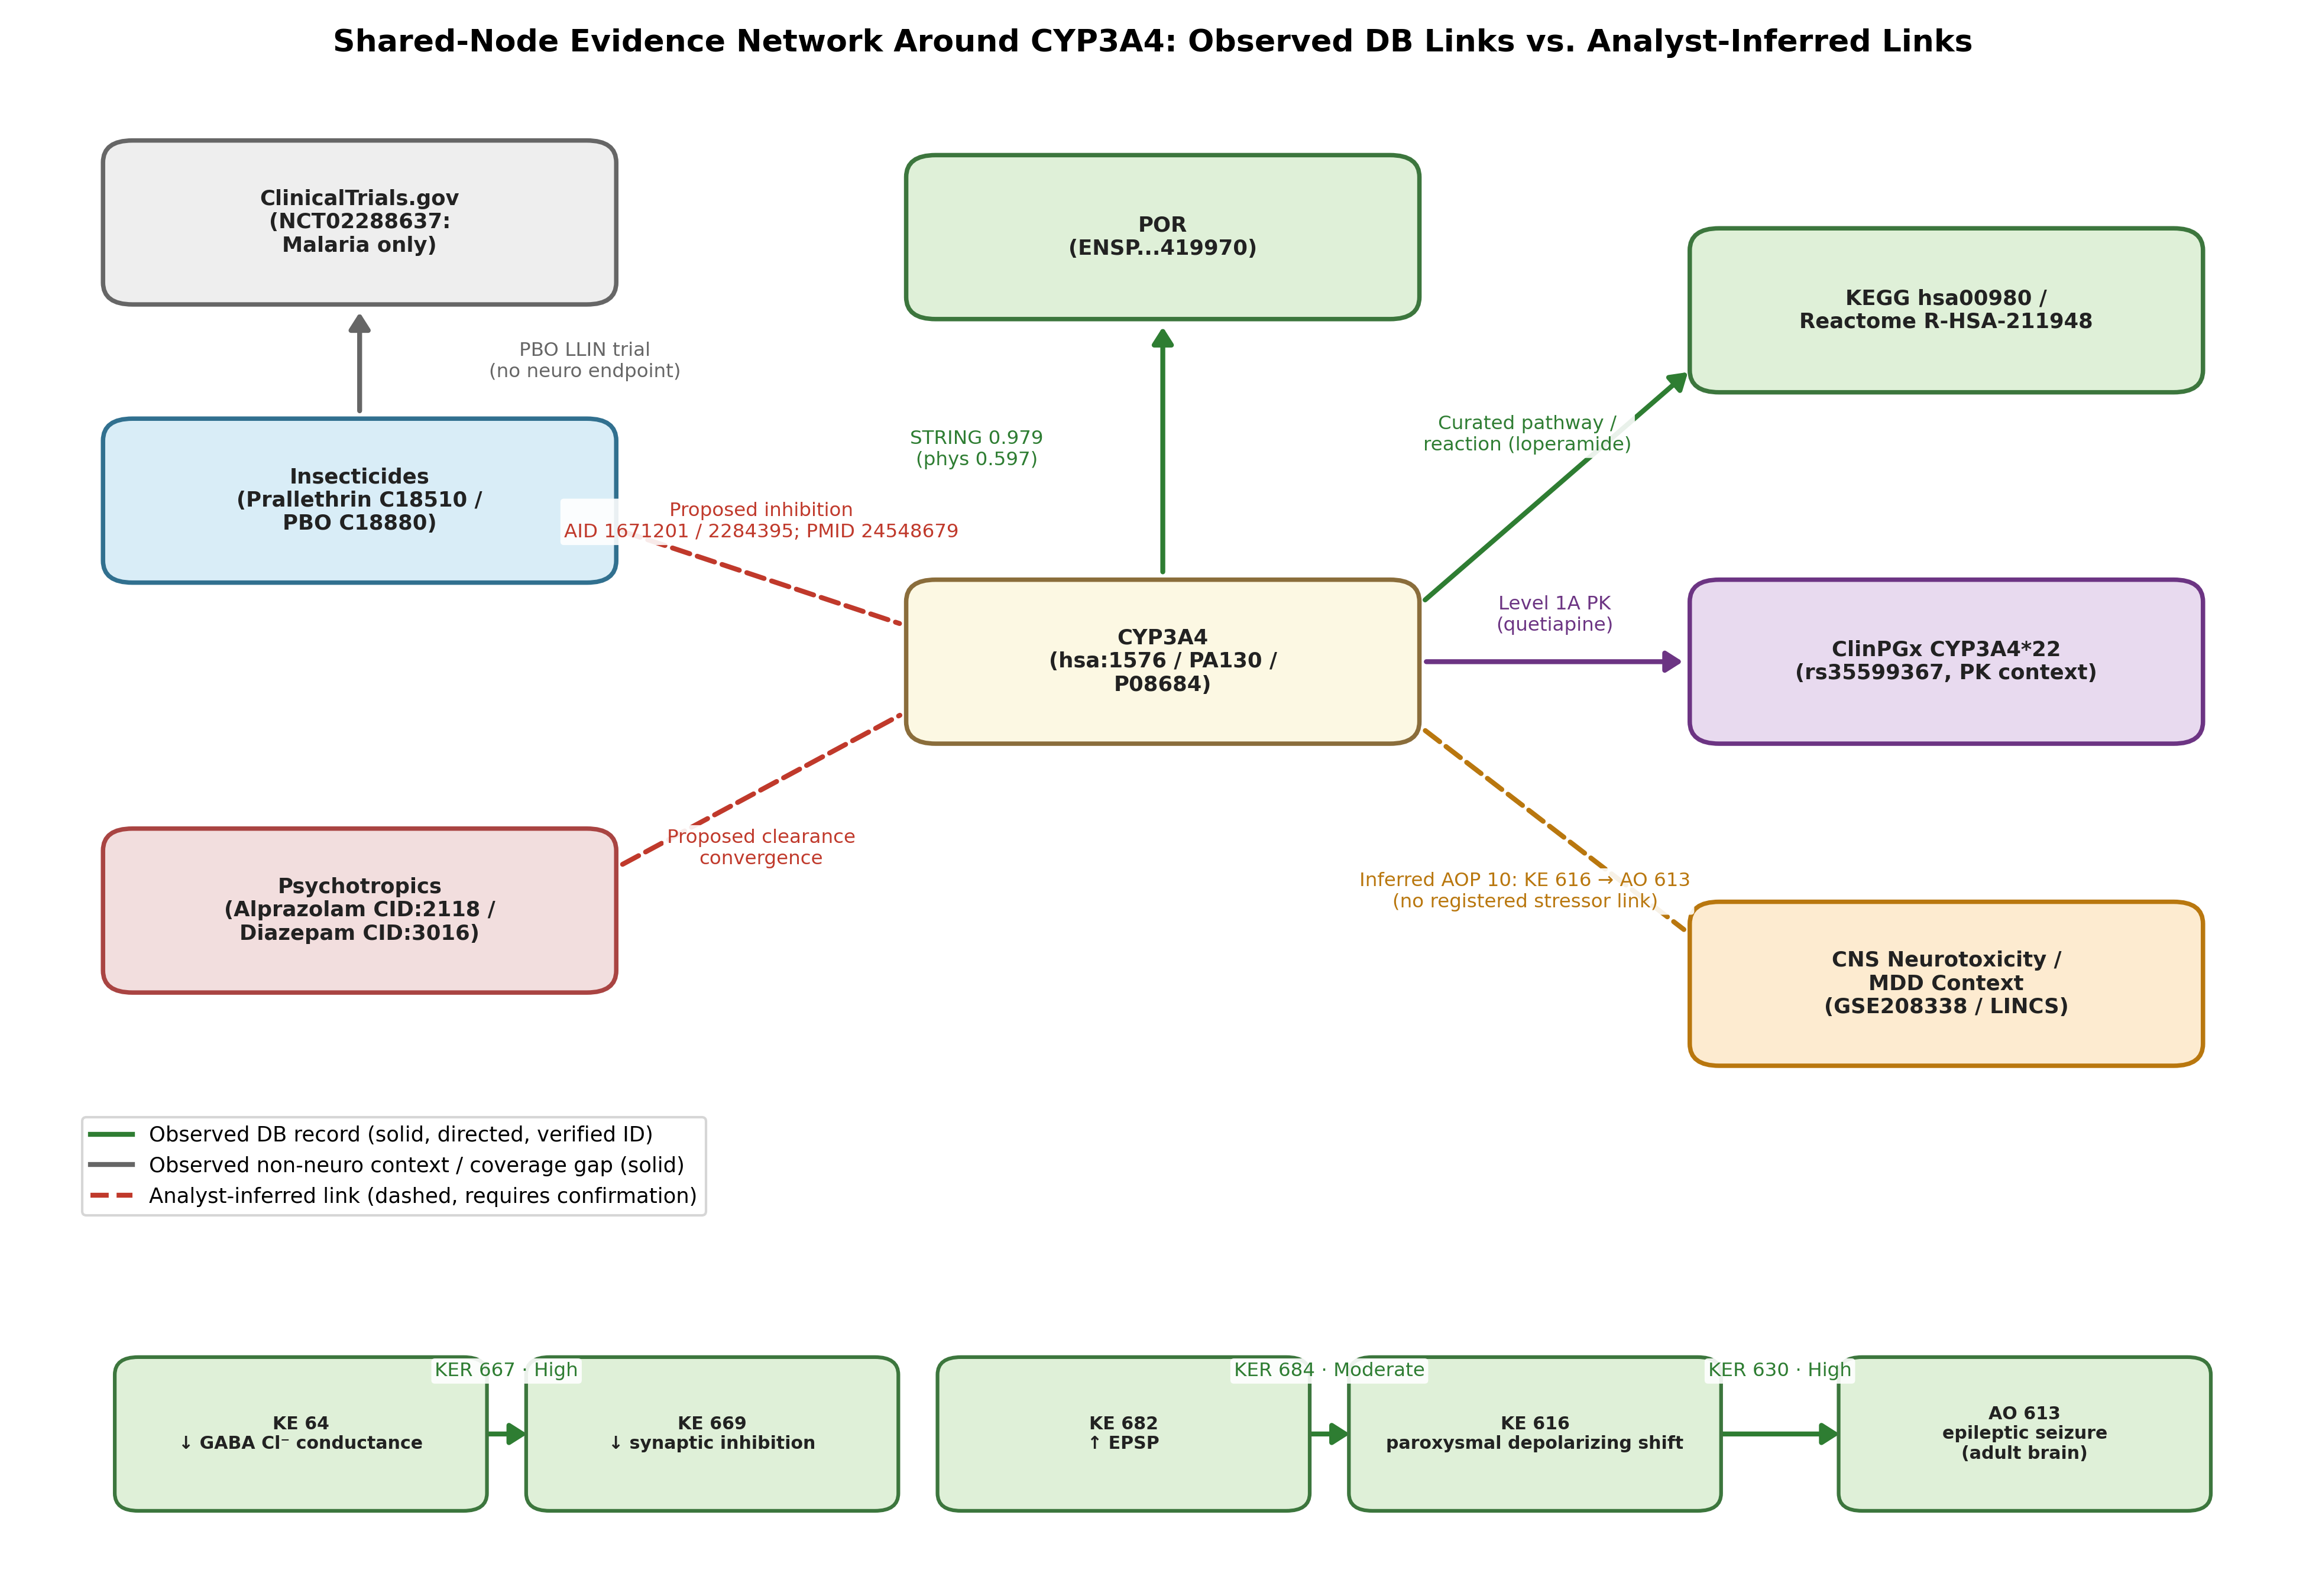 Shared-Node Evidence Network Around CYP3A4: Observed DB Links vs. Analyst-Inferred Links
ClinicalTrials.gov
(NCT02288637:
Malaria only)
POR
(ENSP...419970)
KEGG hsa00980 /
Reactome R-HSA-211948
PBO LLIN trial
(no neuro endpoint)
STRING 0.979
(phys 0.597)
Curated pathway /
reaction (loperamide)
Insecticides
(Prallethrin C18510 /
PBO C18880)
Proposed inhibition
AID 1671201 / 2284395; PMID 24548679
CYP3A4
(hsa:1576 / PA130 /
P08684)
Level 1A PK
(quetiapine)
ClinPGx CYP3A4*22
(rs35599367, PK context)
Proposed clearance
convergence
Psychotropics
(Alprazolam CID:2118 /
Diazepam CID:3016)
Inferred AOP 10: KE 616 → AO 613
(no registered stressor link)
CNS Neurotoxicity /
MDD Context
(GSE208338 / LINCS)
Observed DB record (solid, directed, verified ID)
Observed non-neuro context / coverage gap (solid)
Analyst-inferred link (dashed, requires confirmation)
KER 667 · High
KER 684 · Moderate
KER 630 · High
KE 64
↓ GABA Cl⁻ conductance
KE 669
↓ synaptic inhibition
KE 682
↑ EPSP
KE 616
paroxysmal depolarizing shift
AO 613
epileptic seizure
(adult brain)